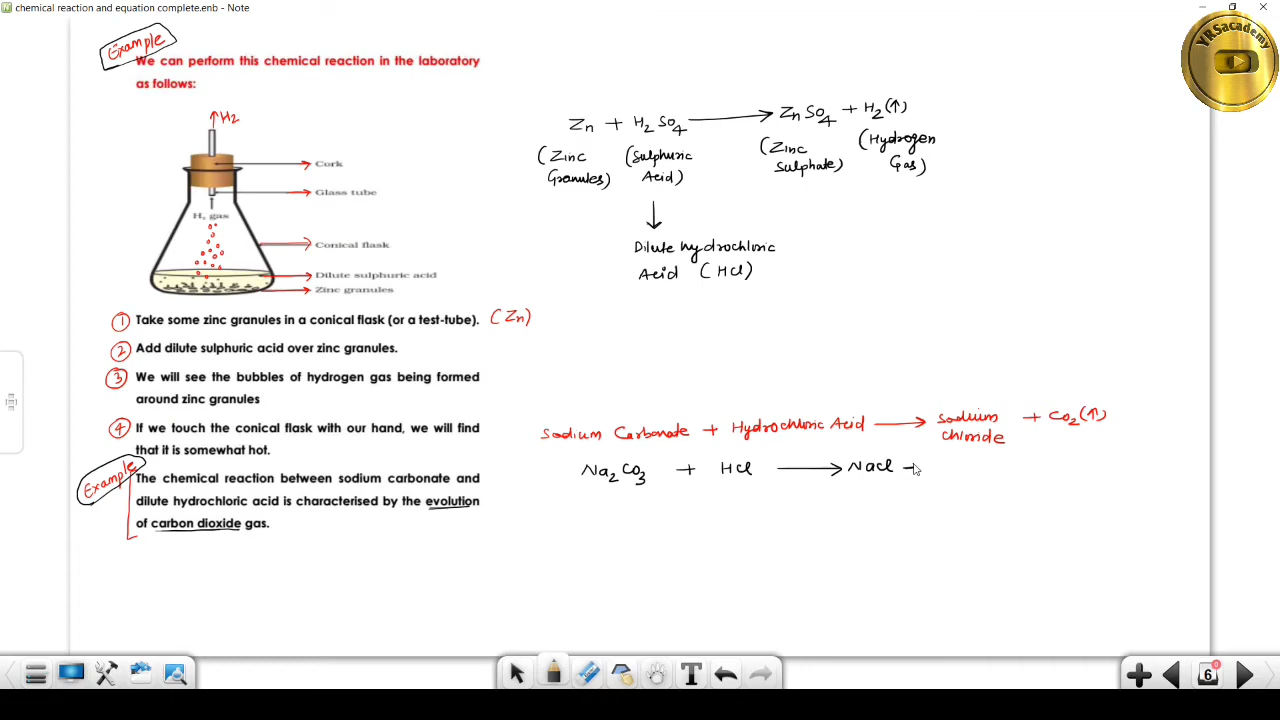 chemical reaction and equation complete.enb - Note
YRSacademy
Example
We can perform this chemical reaction in the laboratory
as follows:
H2
Cork
Glass tube
H2 gas
Conical flask
Dilute sulphuric acid
Zinc granules
Zn + H2SO4 ⟶ ZnSO4 + H2(↑)
(Zinc Granules) (Sulphuric Acid) (Zinc Sulphate) (Hydrogen Gas)
↓
Dilute hydrochloric
Acid (HCl)
1 Take some zinc granules in a conical flask (or a test-tube). (Zn)
2 Add dilute sulphuric acid over zinc granules.
3 We will see the bubbles of hydrogen gas being formed
around zinc granules
4 If we touch the conical flask with our hand, we will find
that it is somewhat hot.
Example
The chemical reaction between sodium carbonate and
dilute hydrochloric acid is characterised by the evolution
of carbon dioxide gas.
Sodium Carbonate + Hydrochloric Acid ⟶ Sodium chloride + CO2(↑)
Na2CO3 + HCl ⟶ NaCl +
T
0
6